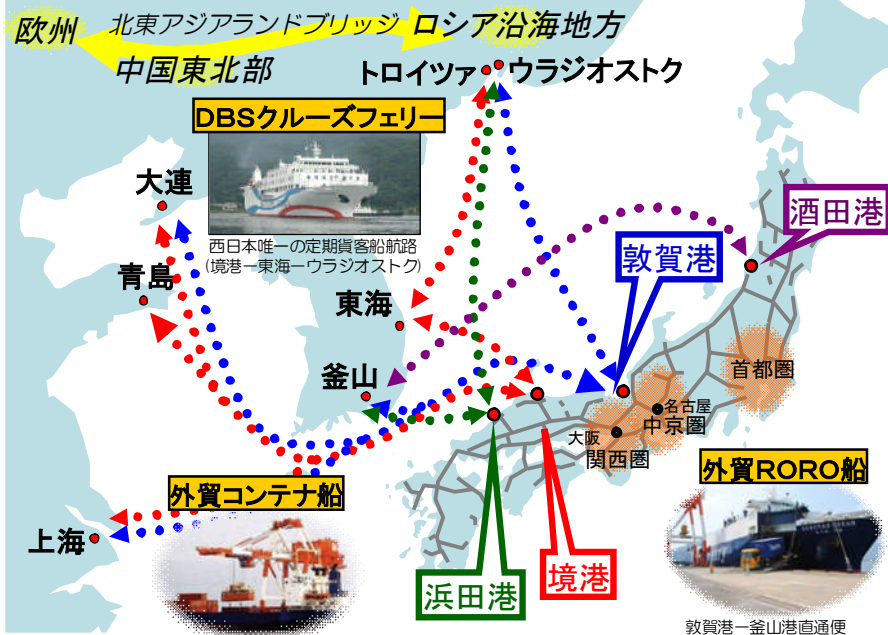 欧州 北東アジアランドブリッジ ロシア沿海地方
中国東北部
トロイツァ ウラジオストク
DBSクルーズフェリー
大連
西日本唯一の定期貨客船航路
(境港ー東海ーウラジオストク)
酒田港
敦賀港
青島
東海
釜山
首都圏
名古屋
中京圏
大阪
関西圏
外貿コンテナ船
外貿RORO船
上海
浜田港
境港
敦賀港ー釜山港直通便